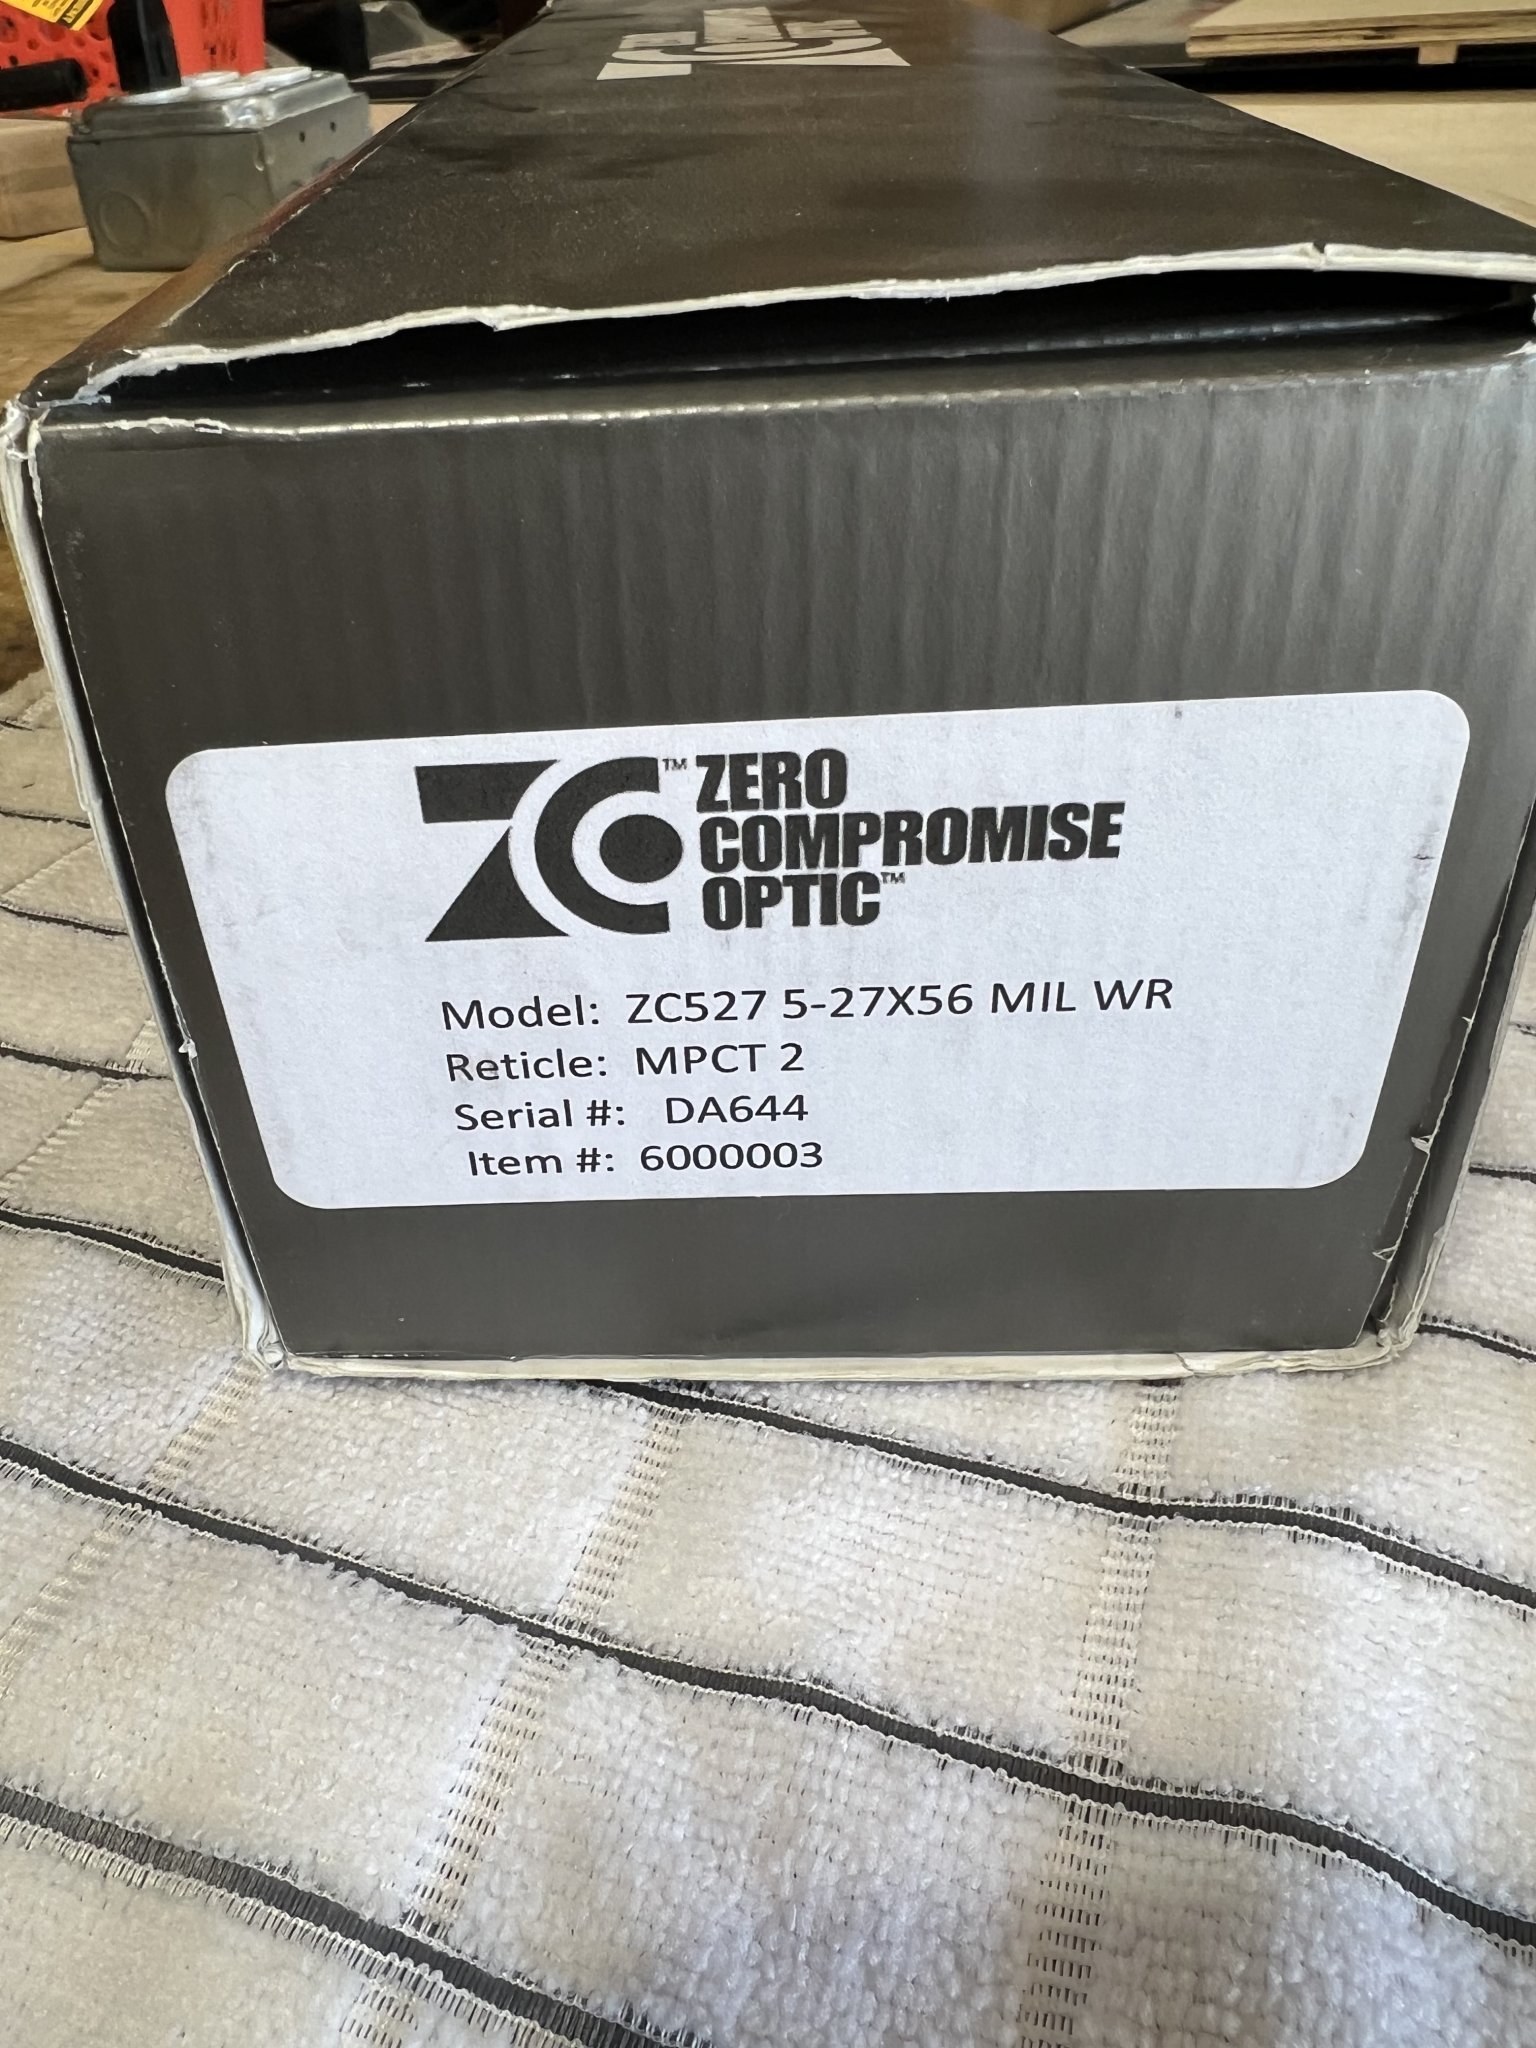 ZC™ ZERO
COMPROMISE
OPTIC™
Model: ZC527 5-27X56 MIL WR
Reticle: MPCT 2
Serial #: DA644
Item #: 6000003